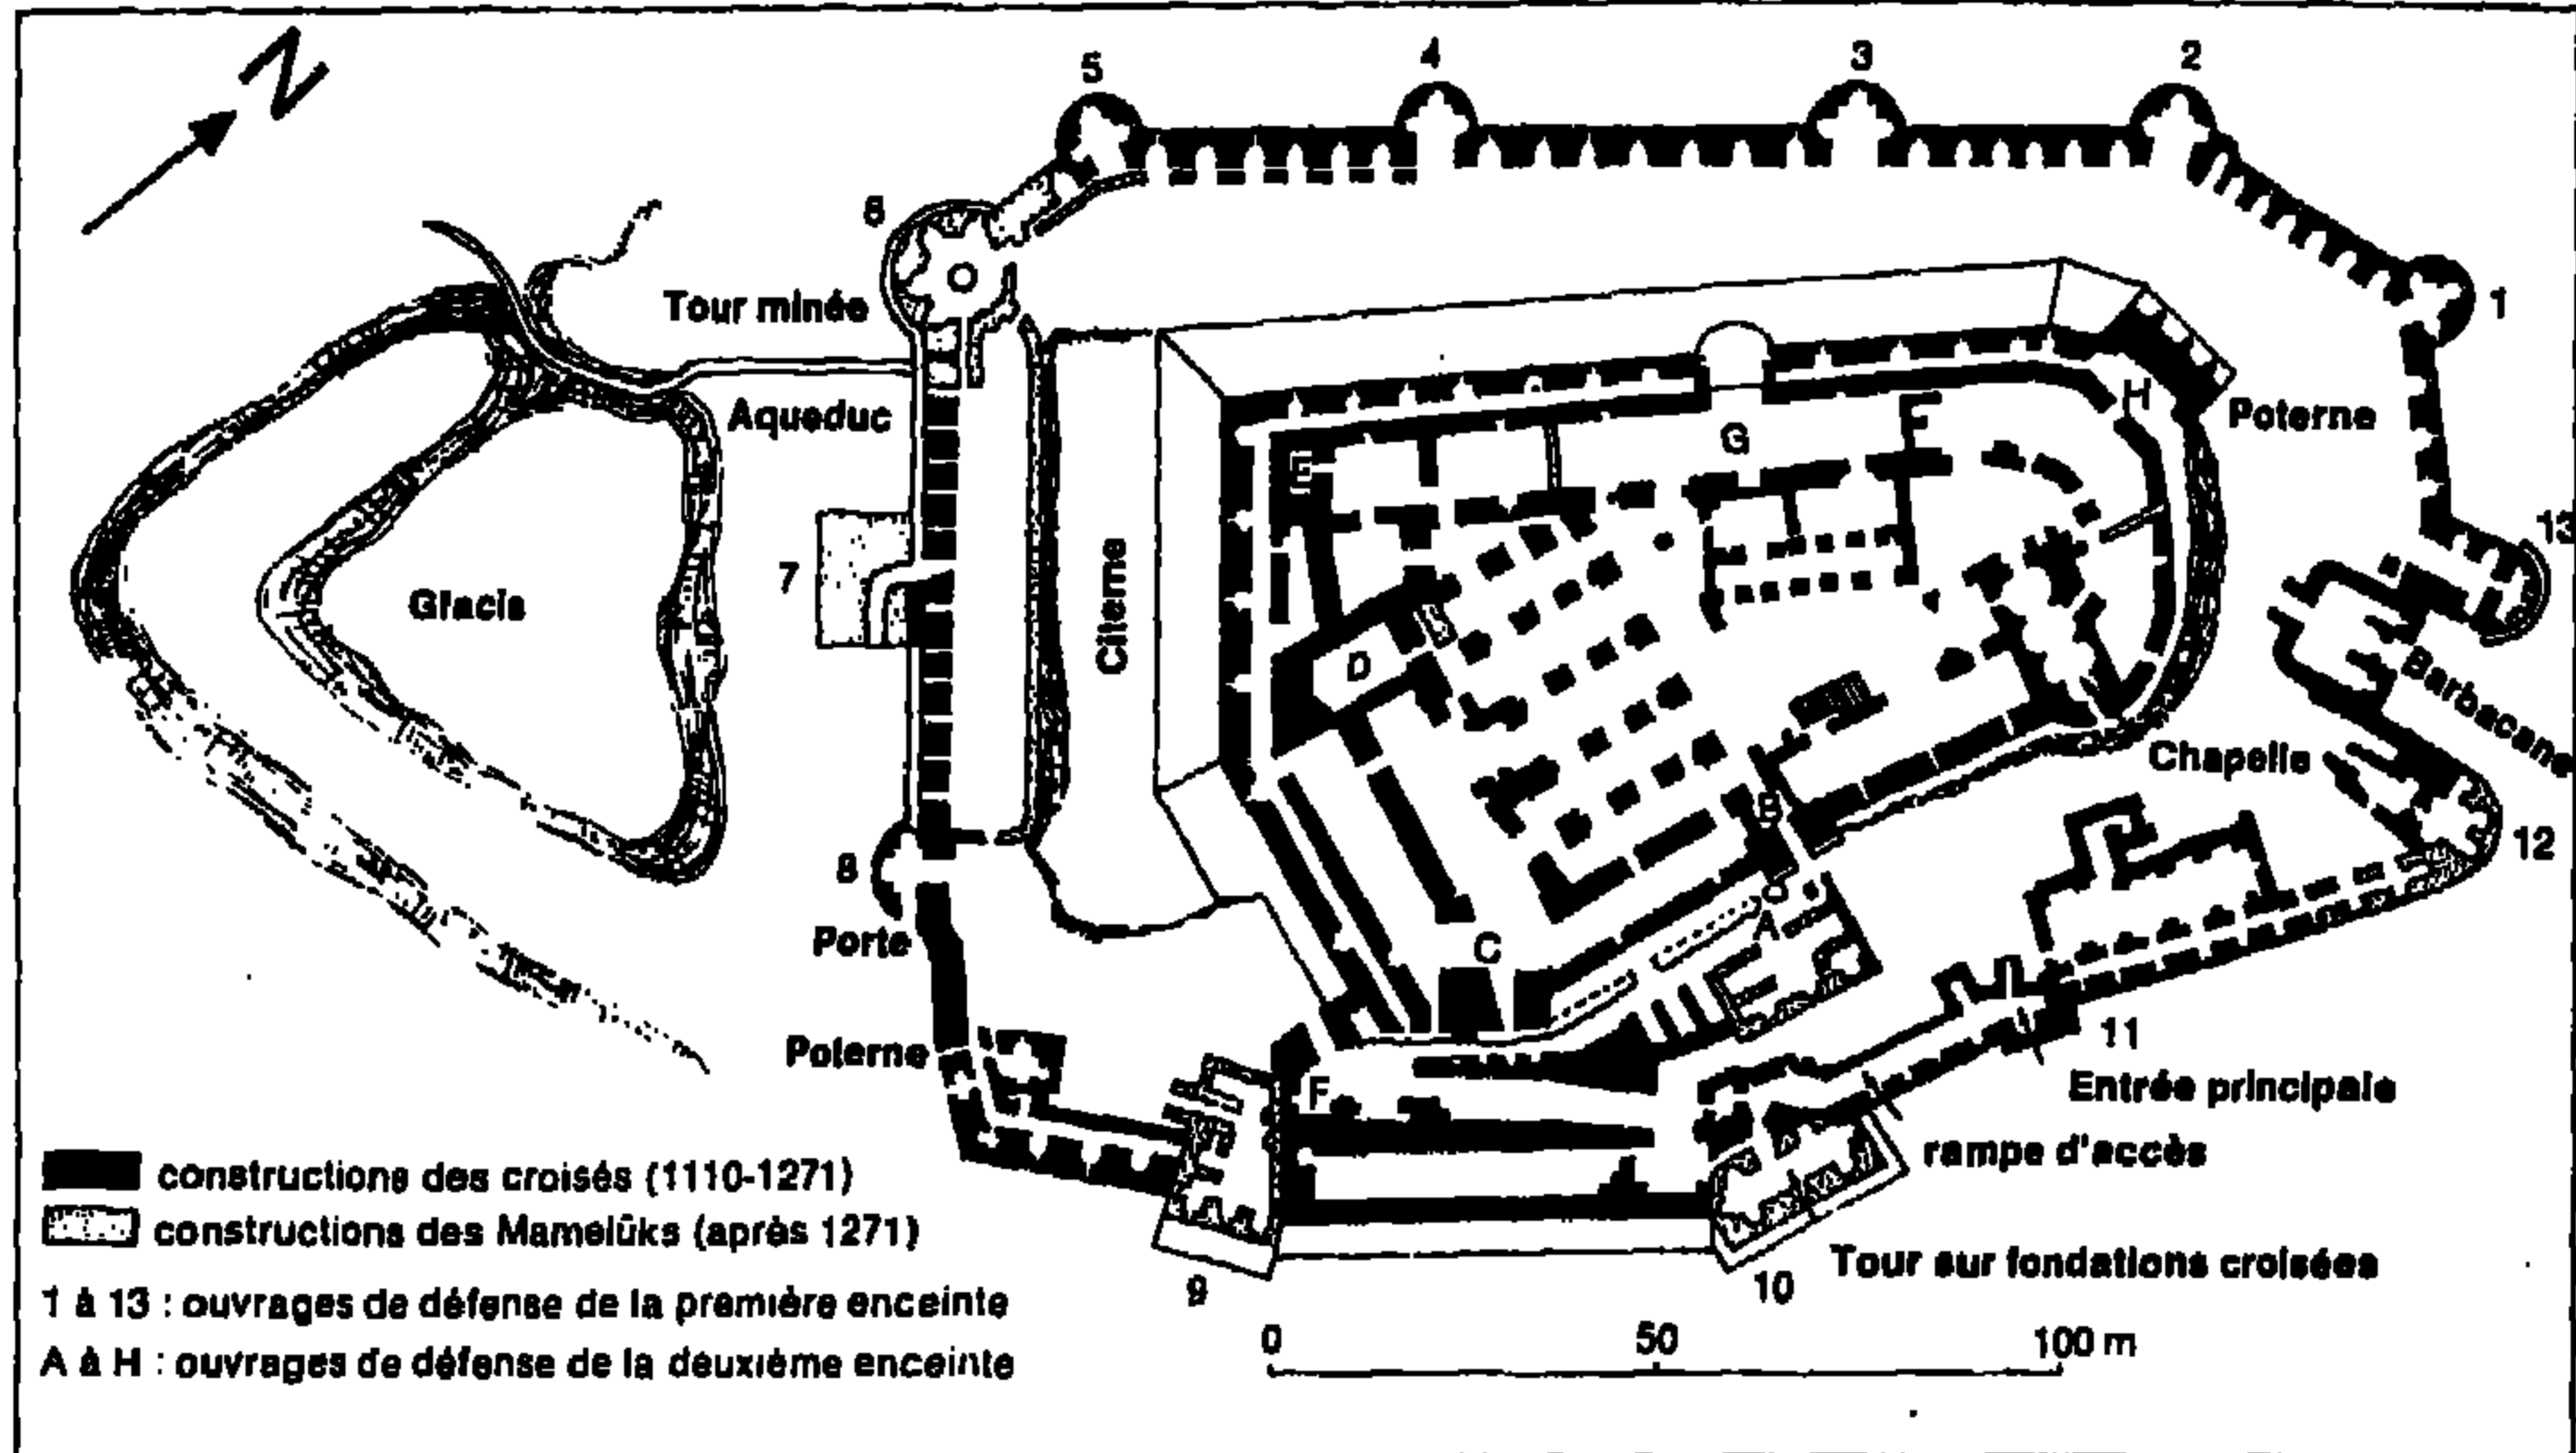 N
5
4
3
2
6
Tour minée
1
Aqueduc
H
Poterne
G
E
13
7
Glacis
Citerne
D
Barbacane
Chapelle
B
8
12
A
Porte
C
11
Poterne
F
Entrée principale
rampe d'accès
constructions des croisés (1110-1271)
constructions des Mamelûks (après 1271)
Tour sur fondations croisées
9
10
1 à 13 : ouvrages de défense de la première enceinte
0 50 100 m
A à H : ouvrages de défense de la deuxième enceinte